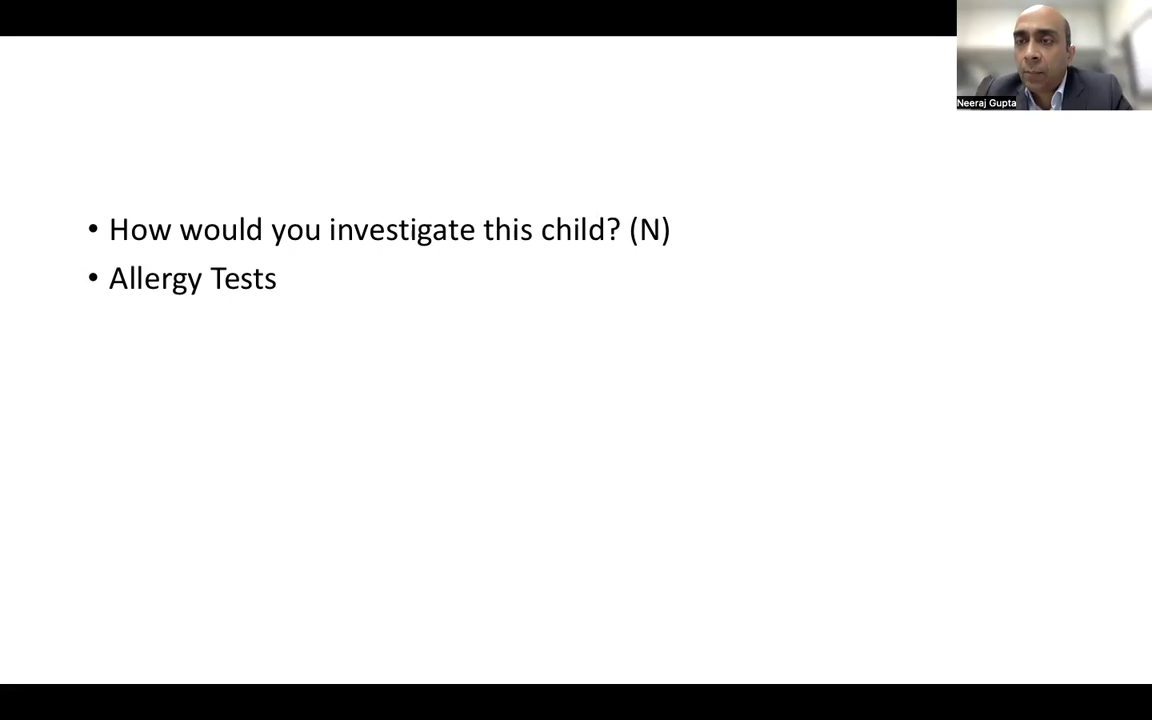 Neeraj Gupta
• How would you investigate this child? (N)
• Allergy Tests